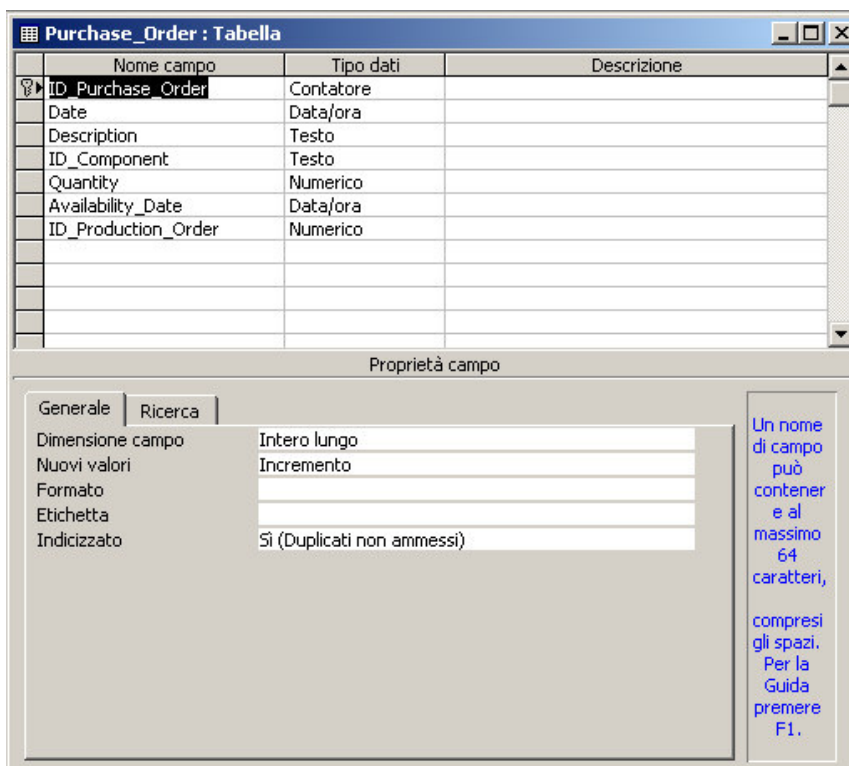 Purchase_Order : Tabella
Nome campo Tipo dati Descrizione
ID_Purchase_Order Contatore
Date Data/ora
Description Testo
ID_Component Testo
Quantity Numerico
Availability_Date Data/ora
ID_Production_Order Numerico
Proprietà campo
Generale Ricerca
Dimensione campo Intero lungo
Nuovi valori Incremento
Formato
Etichetta
Indicizzato Sì (Duplicati non ammessi)
Un nome
di campo
può
contener
e al
massimo
64
caratteri,
compresi
gli spazi.
Per la
Guida
premere
F1.